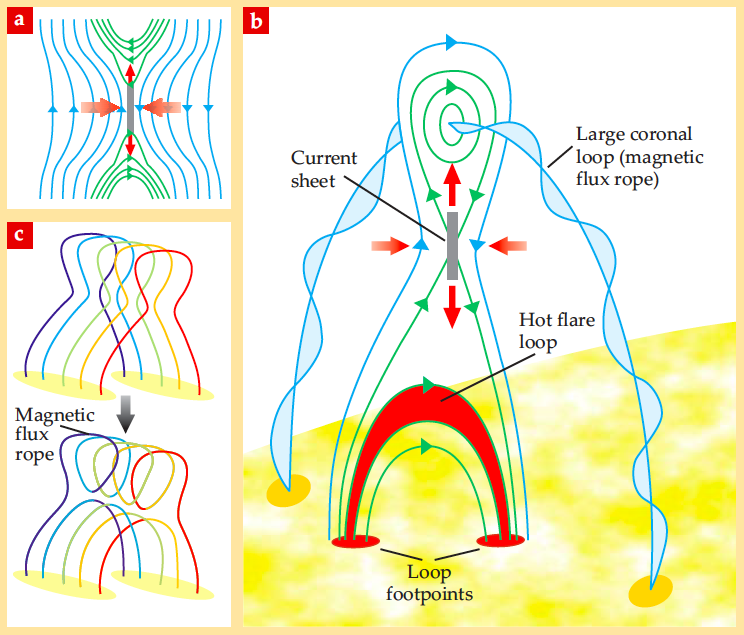 a
b
Current
sheet
Large coronal
loop (magnetic
flux rope)
Hot flare
loop
Loop
footpoints
c
Magnetic
flux
rope